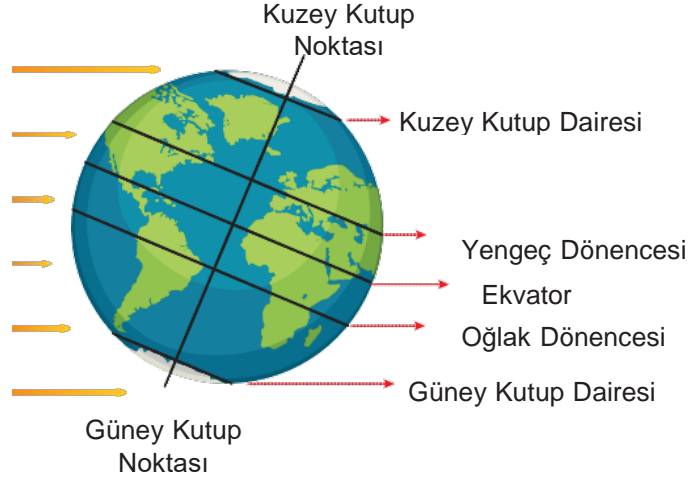 Kuzey Kutup
Noktası
Kuzey Kutup Dairesi
Yengeç Dönencesi
Ekvator
Oğlak Dönencesi
Güney Kutup Dairesi
Güney Kutup
Noktası